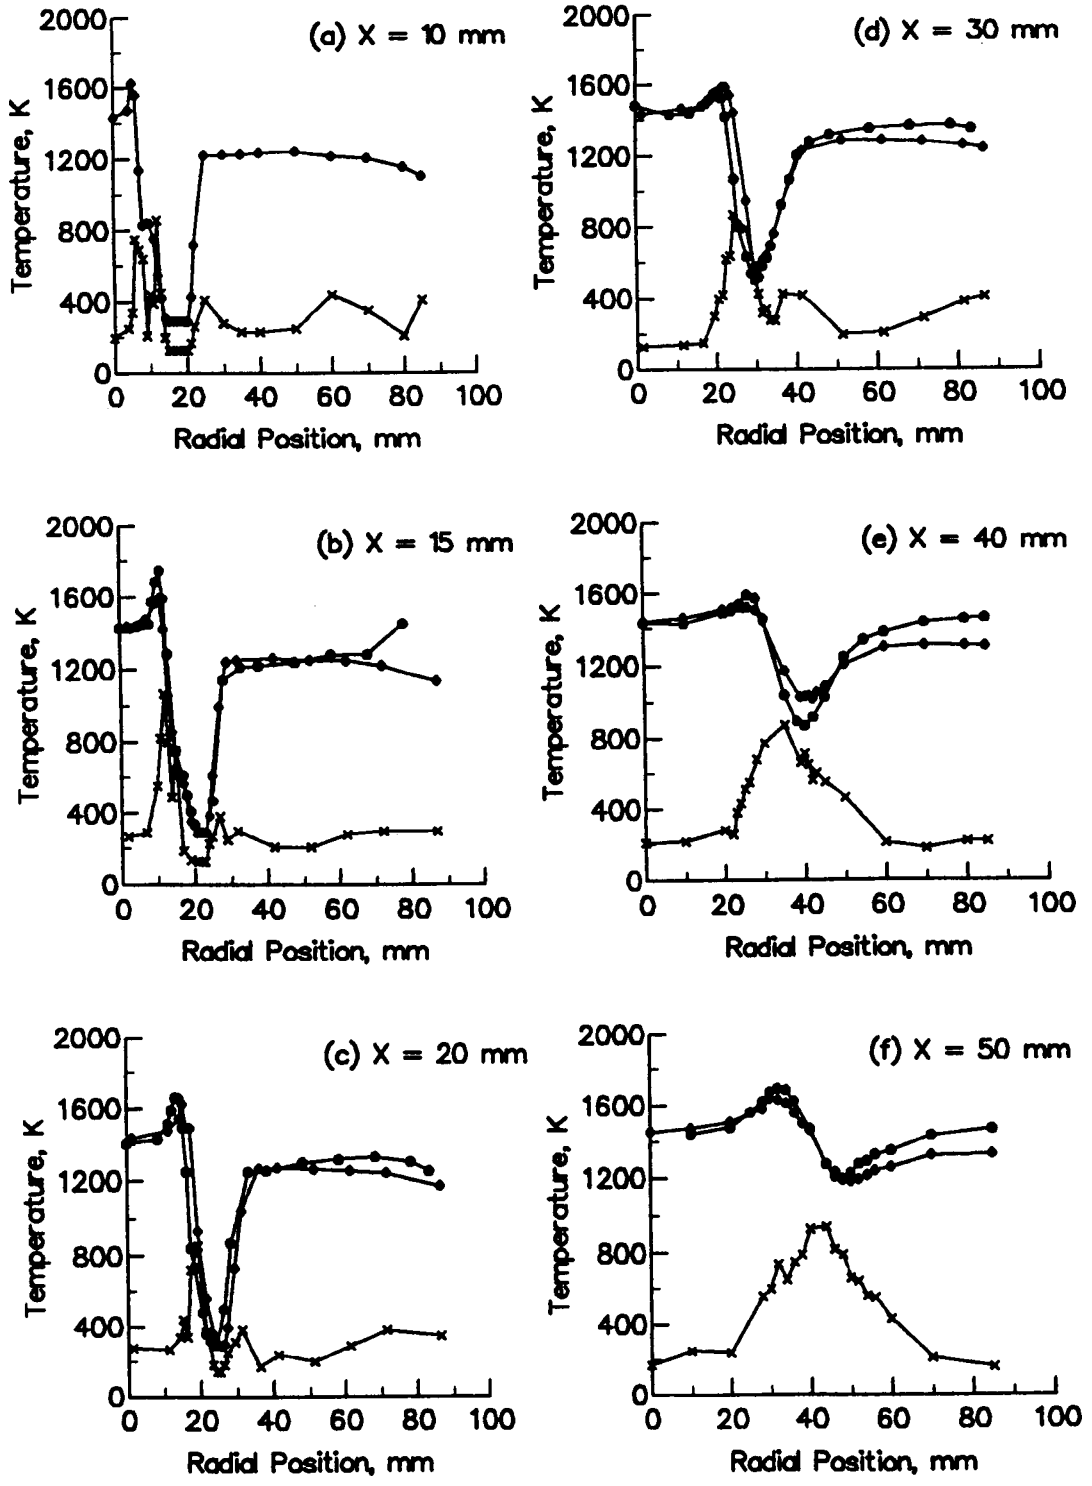 (a) X = 10 mm
2000
1600
1200
800
400
0
Temperature, K
0 20 40 60 80 100
Radial Position, mm
(b) X = 15 mm
2000
1600
1200
800
400
0
Temperature, K
0 20 40 60 80 100
Radial Position, mm
(c) X = 20 mm
2000
1600
1200
800
400
0
Temperature, K
0 20 40 60 80 100
Radial Position, mm
(d) X = 30 mm
2000
1600
1200
800
400
0
Temperature, K
0 20 40 60 80 100
Radial Position, mm
(e) X = 40 mm
2000
1600
1200
800
400
0
Temperature, K
0 20 40 60 80 100
Radial Position, mm
(f) X = 50 mm
2000
1600
1200
800
400
0
Temperature, K
0 20 40 60 80 100
Radial Position, mm